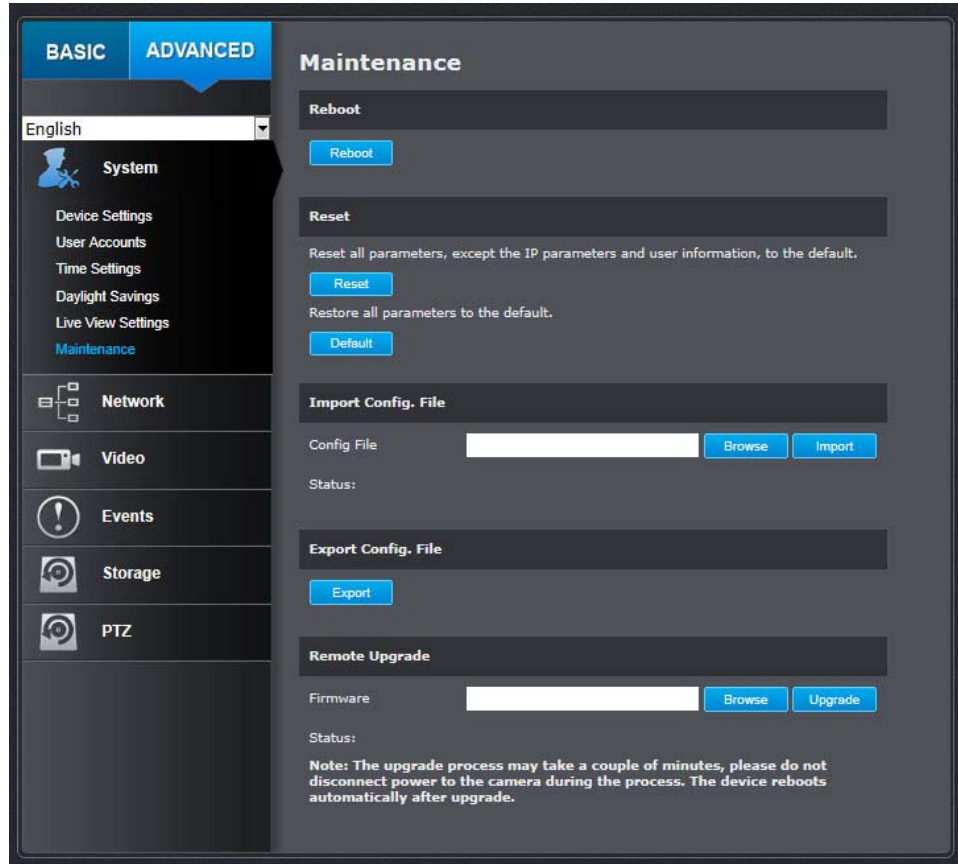 BASIC
ADVANCED
English
System
Device Settings
User Accounts
Time Settings
Daylight Savings
Live View Settings
Maintenance
Network
Video
Events
Storage
PTZ
Maintenance
Reboot
Reboot
Reset
Reset all parameters, except the IP parameters and user information, to the default.
Reset
Restore all parameters to the default.
Default
Import Config. File
Config File Browse Import
Status:
Export Config. File
Export
Remote Upgrade
Firmware Browse Upgrade
Status:
Note: The upgrade process may take a couple of minutes, please do not
disconnect power to the camera during the process. The device reboots
automatically after upgrade.